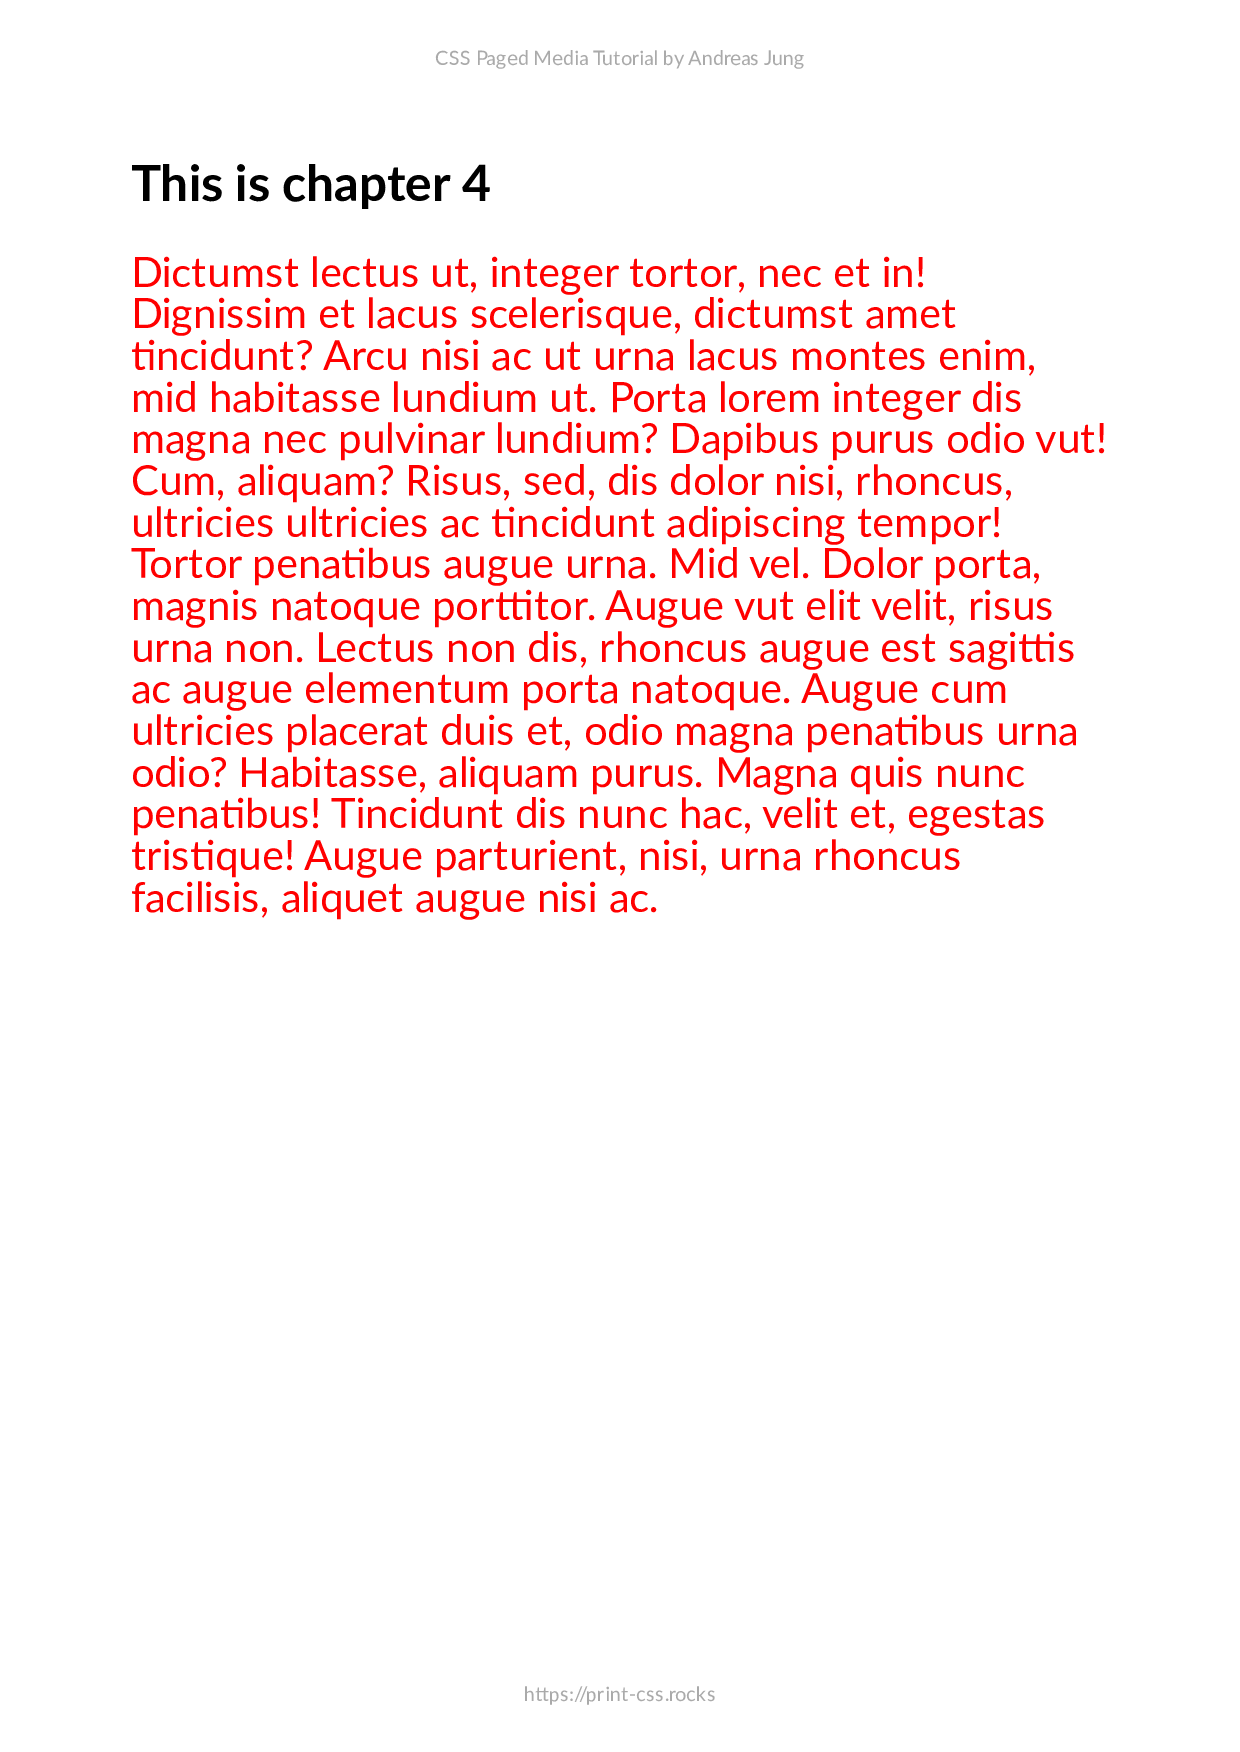 CSS Paged Media Tutorial by Andreas Jung
This is chapter 4
Dictumst lectus ut, integer tortor, nec et in!
Dignissim et lacus scelerisque, dictumst amet
tincidunt? Arcu nisi ac ut urna lacus montes enim,
mid habitasse lundium ut. Porta lorem integer dis
magna nec pulvinar lundium? Dapibus purus odio vut!
Cum, aliquam? Risus, sed, dis dolor nisi, rhoncus,
ultricies ultricies ac tincidunt adipiscing tempor!
Tortor penatibus augue urna. Mid vel. Dolor porta,
magnis natoque porttitor. Augue vut elit velit, risus
urna non. Lectus non dis, rhoncus augue est sagittis
ac augue elementum porta natoque. Augue cum
ultricies placerat duis et, odio magna penatibus urna
odio? Habitasse, aliquam purus. Magna quis nunc
penatibus! Tincidunt dis nunc hac, velit et, egestas
tristique! Augue parturient, nisi, urna rhoncus
facilisis, aliquet augue nisi ac.
https://print-css.rocks